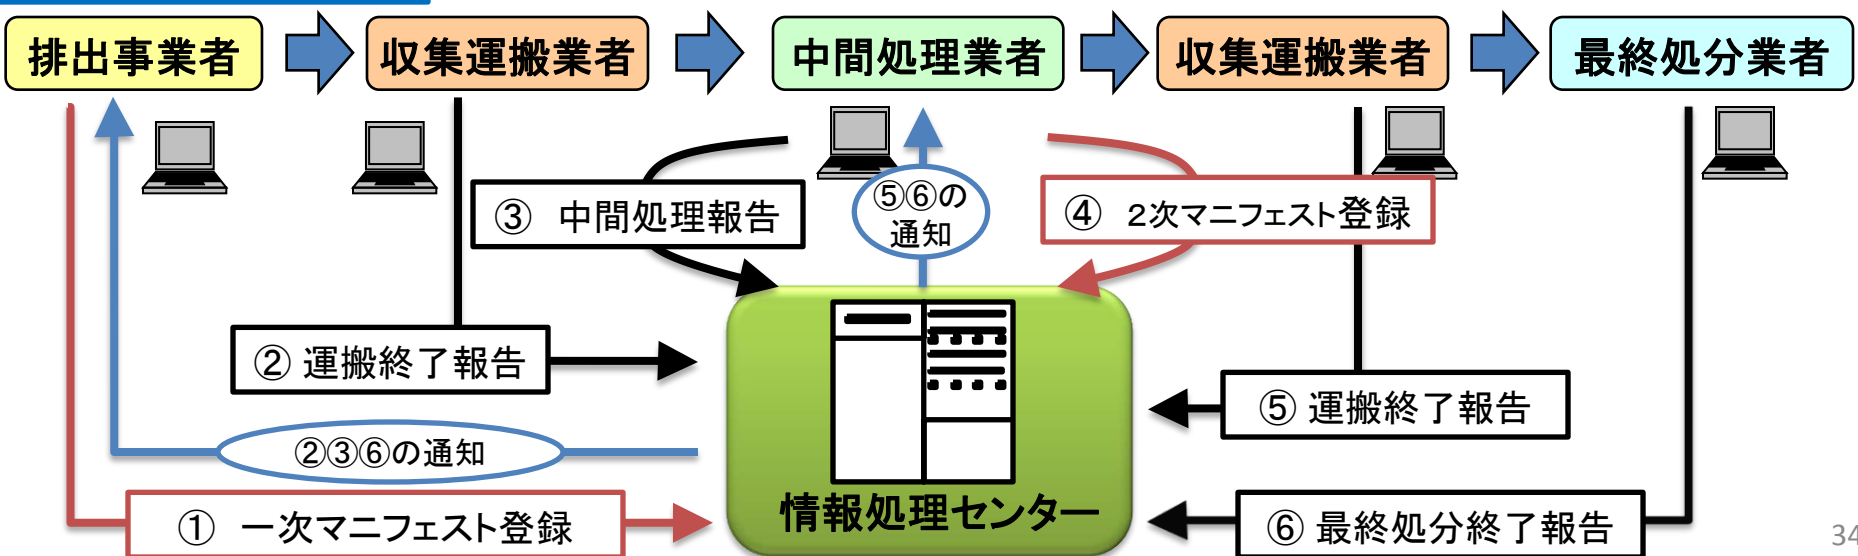 排出事業者
収集運搬業者
中間処理業者
収集運搬業者
最終処分業者
③ 中間処理報告
⑤⑥の
通知
④ 2次マニフェスト登録
② 運搬終了報告
⑤ 運搬終了報告
②③⑥の通知
① 一次マニフェスト登録
情報処理センター
⑥ 最終処分終了報告
34